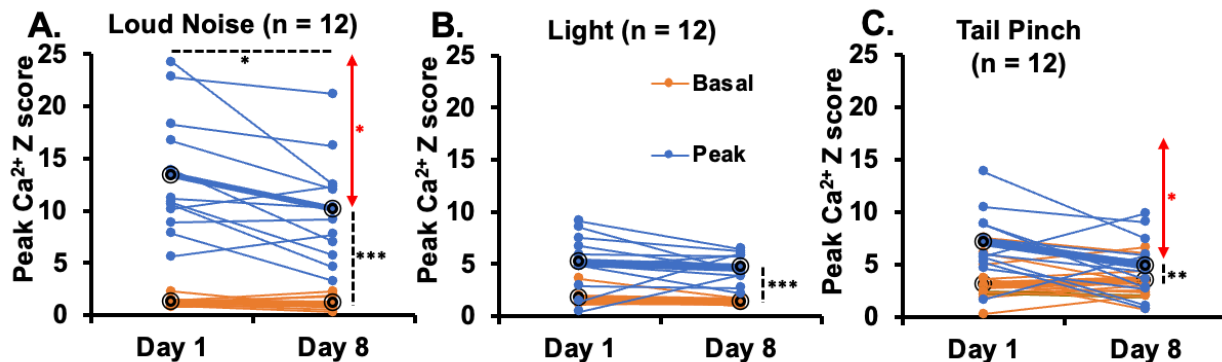 A. Loud Noise (n = 12)
Peak Ca²⁺ Z score
25
20
15
10
5
0
*
*
***
Day 1 Day 8
B. Light (n = 12)
Peak Ca²⁺ Z score
25
20
15
10
5
0
Basal
Peak
***
Day 1 Day 8
C. Tail Pinch
(n = 12)
Peak Ca²⁺ Z score
25
20
15
10
5
0
*
**
Day 1 Day 8